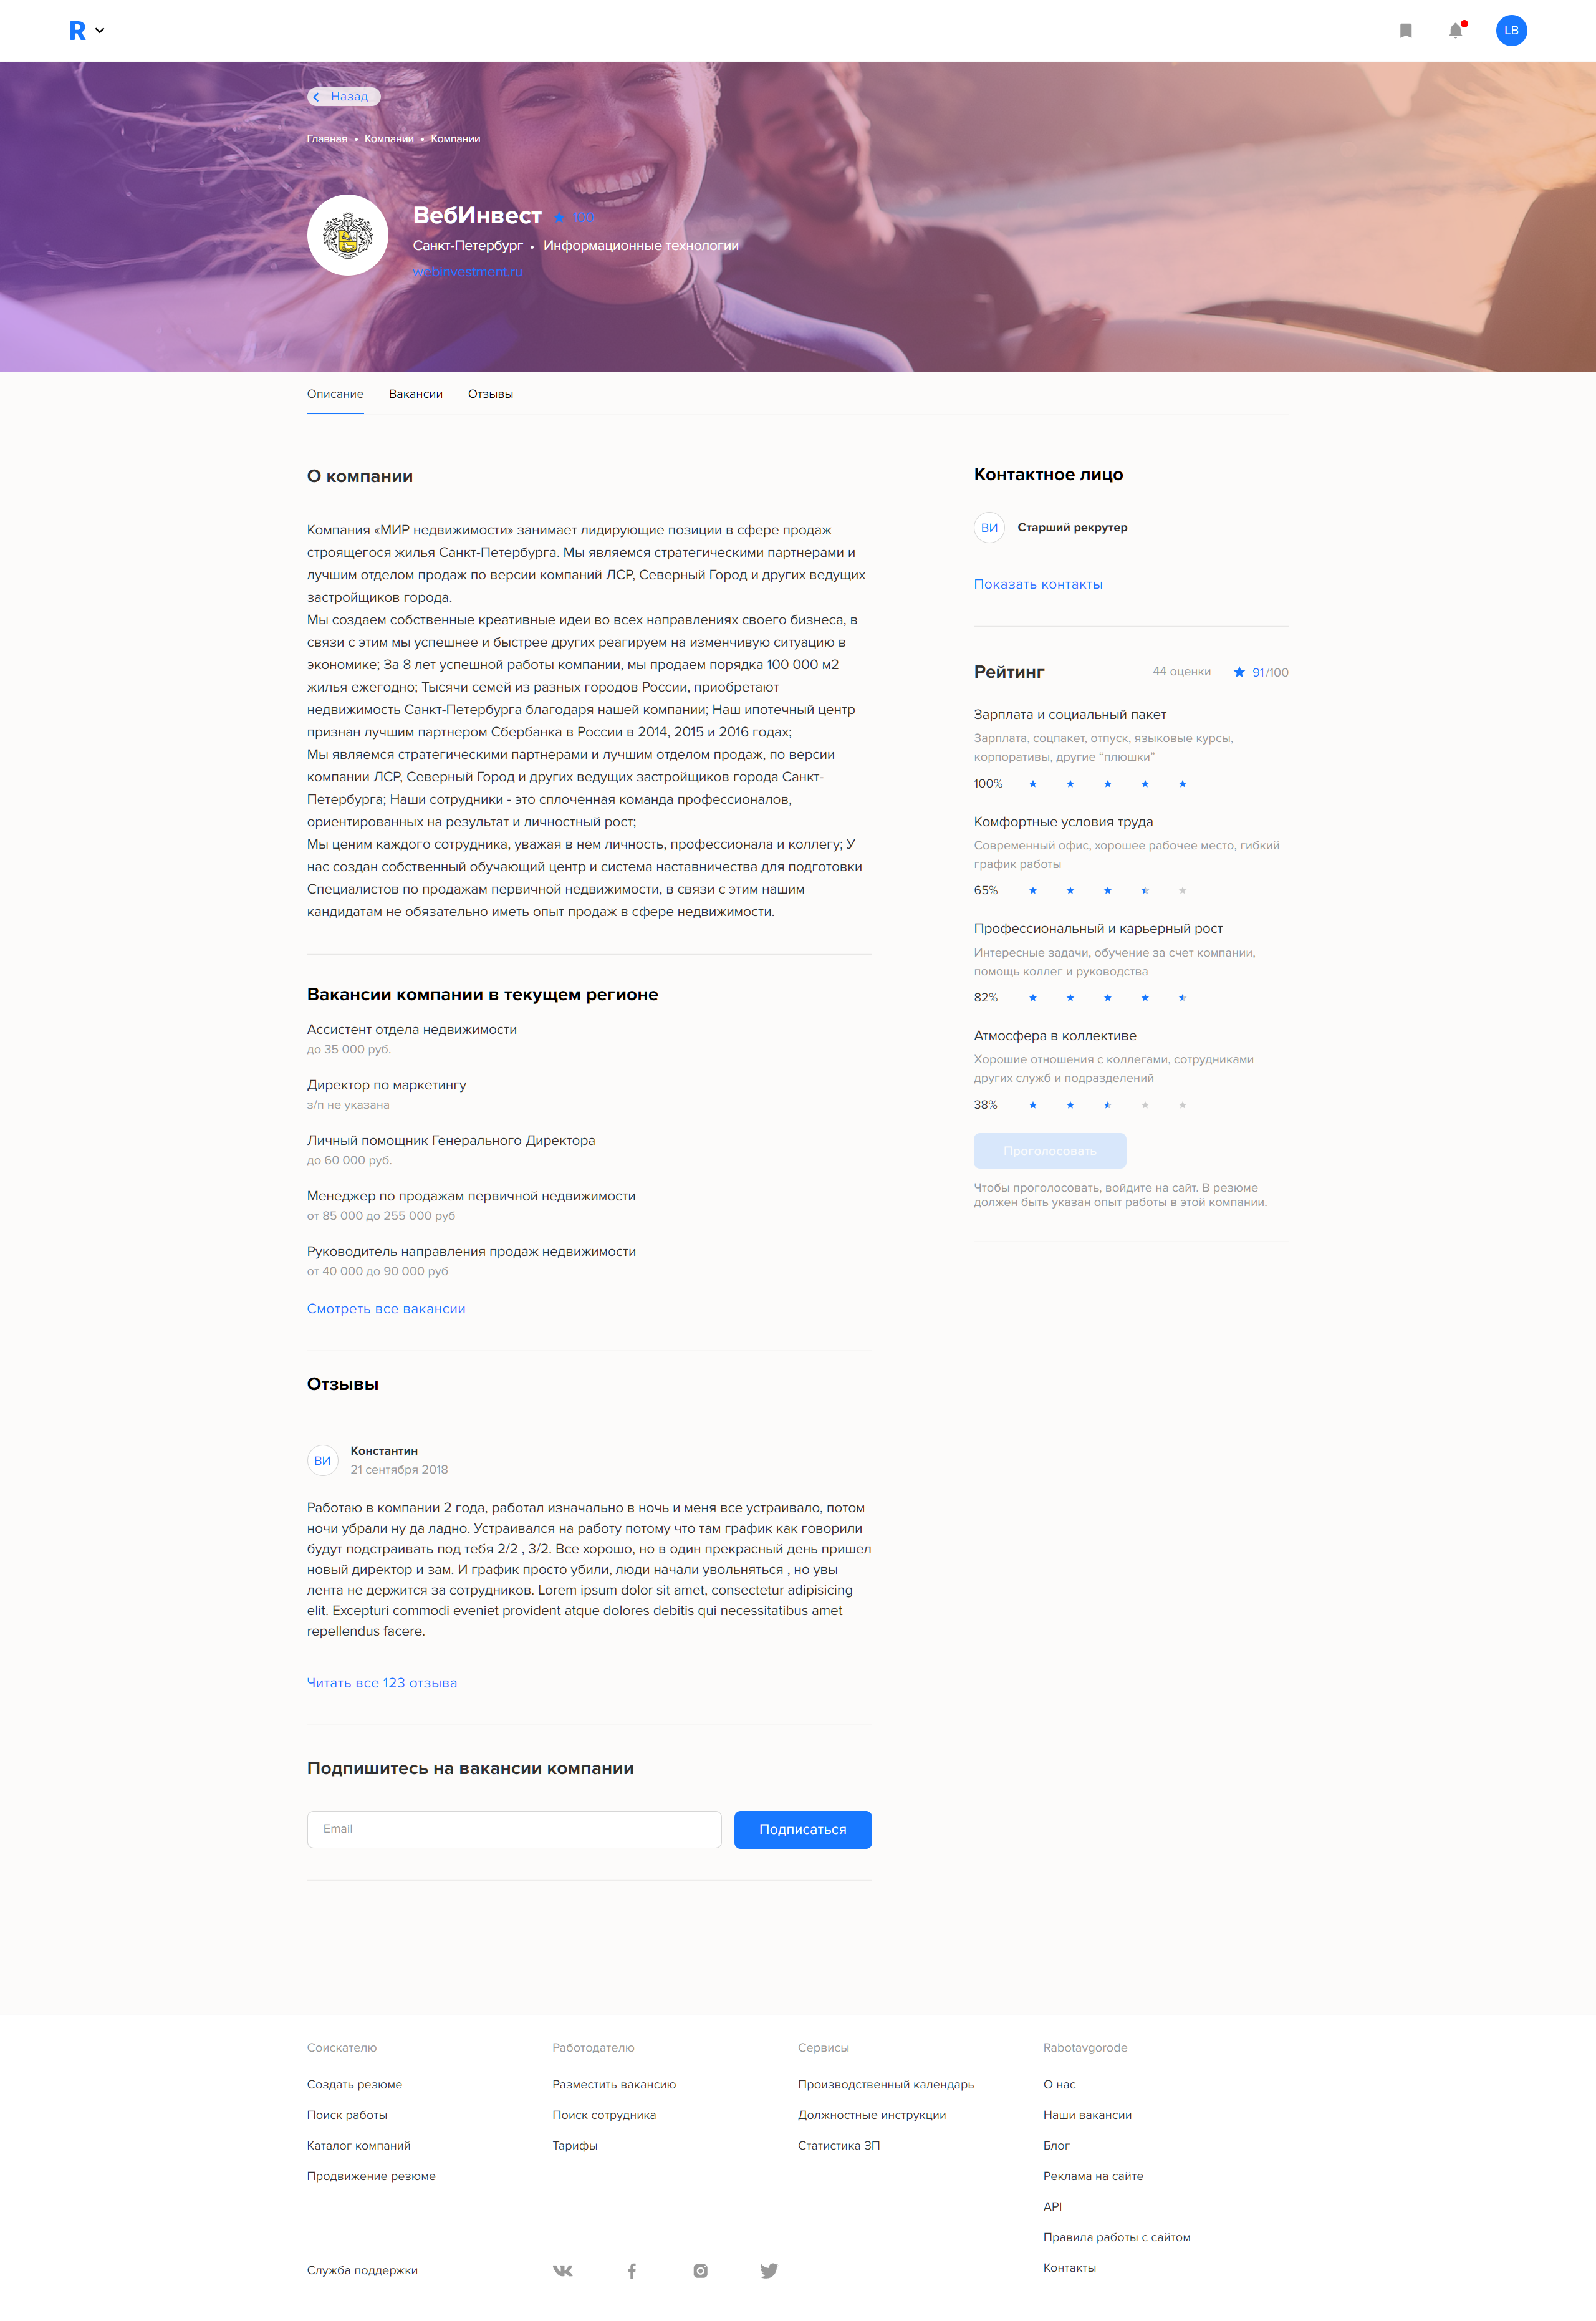 R
LB
Назад
Главная • Компании • Компании
ВебИнвест 100
Санкт-Петербург • Информационные технологии
webjnvestment.ru
Описание Вакансии Отзывы
О компании
Компания «МИР недвижимости» занимает лидирующие позиции в сфере продаж
строящегося жилья Санкт-Петербурга. Мы являемся стратегическими партнерами и
лучшим отделом продаж по версии компаний ЛСР, Северный Город и других ведущих
застройщиков города.
Мы создаем собственные креативные идеи во всех направлениях своего бизнеса, в
связи с этим мы успешнее и быстрее других реагируем на изменчивую ситуацию в
экономике; За 8 лет успешной работы компании, мы продаем порядка 100 000 м2
жилья ежегодно; Тысячи семей из разных городов России, приобретают
недвижимость Санкт-Петербурга благодаря нашей компании; Наш ипотечный центр
признан лучшим партнером Сбербанка в России в 2014, 2015 и 2016 годах;
Мы являемся стратегическими партнерами и лучшим отделом продаж, по версии
компании ЛСР, Северный Город и других ведущих застройщиков города Санкт-
Петербурга; Наши сотрудники - это сплоченная команда профессионалов,
ориентированных на результат и личностный рост;
Мы ценим каждого сотрудника, уважая в нем личность, профессионала и коллегу; У
нас создан собственный обучающий центр и система наставничества для подготовки
Специалистов по продажам первичной недвижимости, в связи с этим нашим
кандидатам не обязательно иметь опыт продаж в сфере недвижимости.
Вакансии компании в текущем регионе
Ассистент отдела недвижимости
до 35 000 руб.
Директор по маркетингу
з/п не указана
Личный помощник Генерального Директора
до 60 000 руб.
Менеджер по продажам первичной недвижимости
от 85 000 до 255 000 руб
Руководитель направления продаж недвижимости
от 40 000 до 90 000 руб
Смотреть все вакансии
Отзывы
ВИ
Константин
21 сентября 2018
Работаю в компании 2 года, работал изначально в ночь и меня все устраивало, потом
ночи убрали ну да ладно. Устраивался на работу потому что там график как говорили
будут подстраивать под тебя 2/2 , 3/2. Все хорошо, но в один прекрасный день пришел
новый директор и зам. И график просто убили, люди начали увольняться , но увы
лента не держится за сотрудников. Lorem ipsum dolor sit amet, consectetur adipisicing
elit. Excepturi commodi eveniet provident atque dolores debitis qui necessitatibus amet
repellendus facere.
Читать все 123 отзыва
Подпишитесь на вакансии компании
Email
Подписаться
Контактное лицо
ВИ Старший рекрутер
Показать контакты
Рейтинг 44 оценки 91/100
Зарплата и социальный пакет
Зарплата, соцпакет, отпуск, языковые курсы,
корпоративы, другие “плюшки”
100%
Комфортные условия труда
Современный офис, хорошее рабочее место, гибкий
график работы
65%
Профессиональный и карьерный рост
Интересные задачи, обучение за счет компании,
помощь коллег и руководства
82%
Атмосфера в коллективе
Хорошие отношения с коллегами, сотрудниками
других служб и подразделений
38%
Проголосовать
Чтобы проголосовать, войдите на сайт. В резюме
должен быть указан опыт работы в этой компании.
Соискателю
Создать резюме
Поиск работы
Каталог компаний
Продвижение резюме
Служба поддержки
Работодателю
Разместить вакансию
Поиск сотрудника
Тарифы
Сервисы
Производственный календарь
Должностные инструкции
Статистика ЗП
Rabotavgorode
О нас
Наши вакансии
Блог
Реклама на сайте
API
Правила работы с сайтом
Контакты